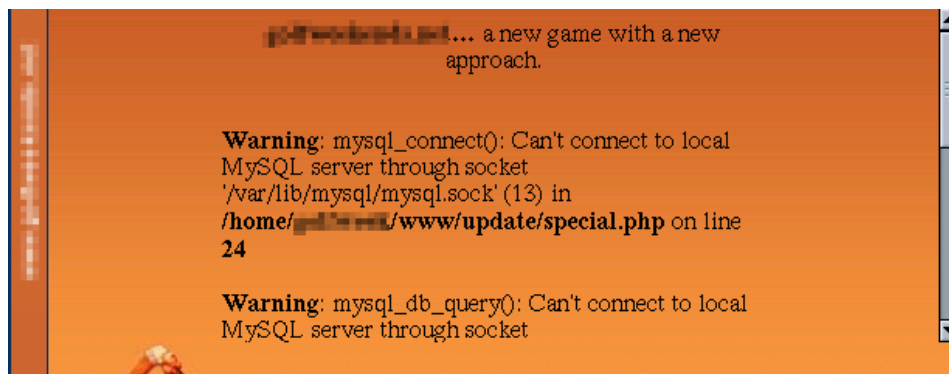 ... a new game with a new
approach.
Warning: mysql_connect(): Can't connect to local
MySQL server through socket
'/var/lib/mysql/mysql.sock' (13) in
/home/ /www/update/special.php on line
24
Warning: mysql_db_query(): Can't connect to local
MySQL server through socket